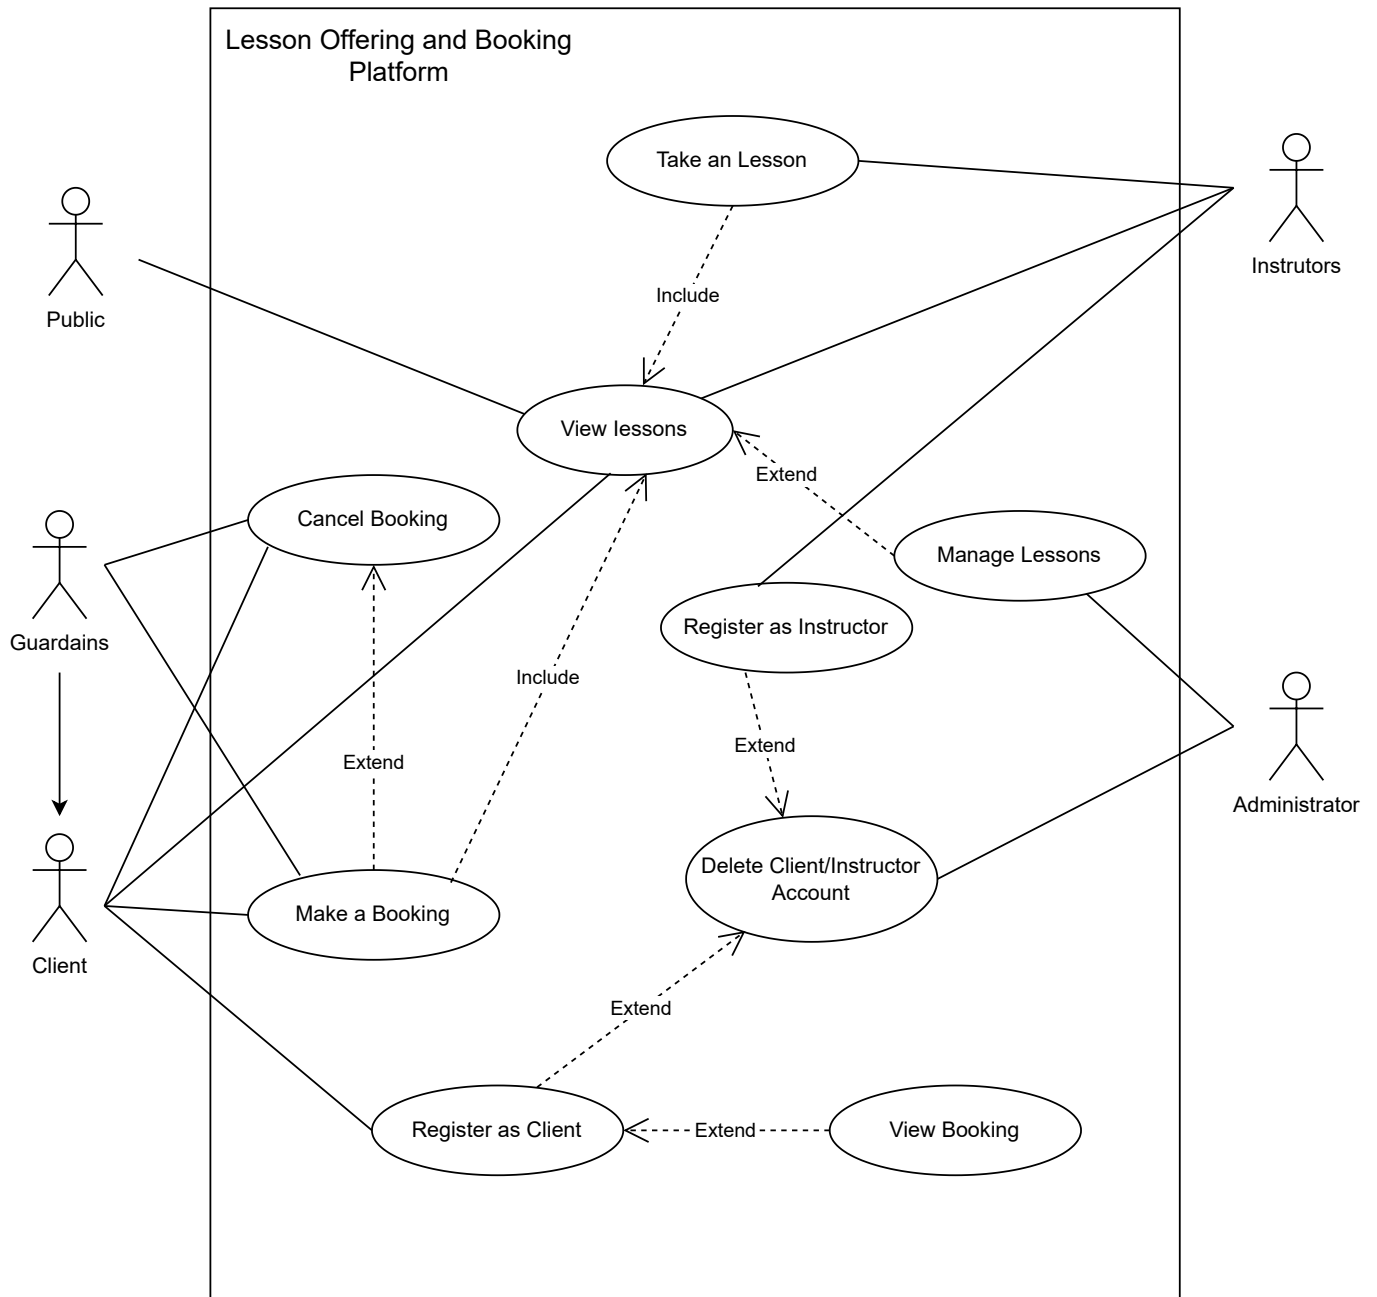 Lesson Offering and Booking
Platform
Take an Lesson
Public
Instrutors
Include
View lessons
Extend
Cancel Booking
Manage Lessons
Guardains
Register as Instructor
Include
Extend
Extend
Administrator
Delete Client/Instructor
Account
Make a Booking
Client
Extend
Register as Client
Extend
View Booking